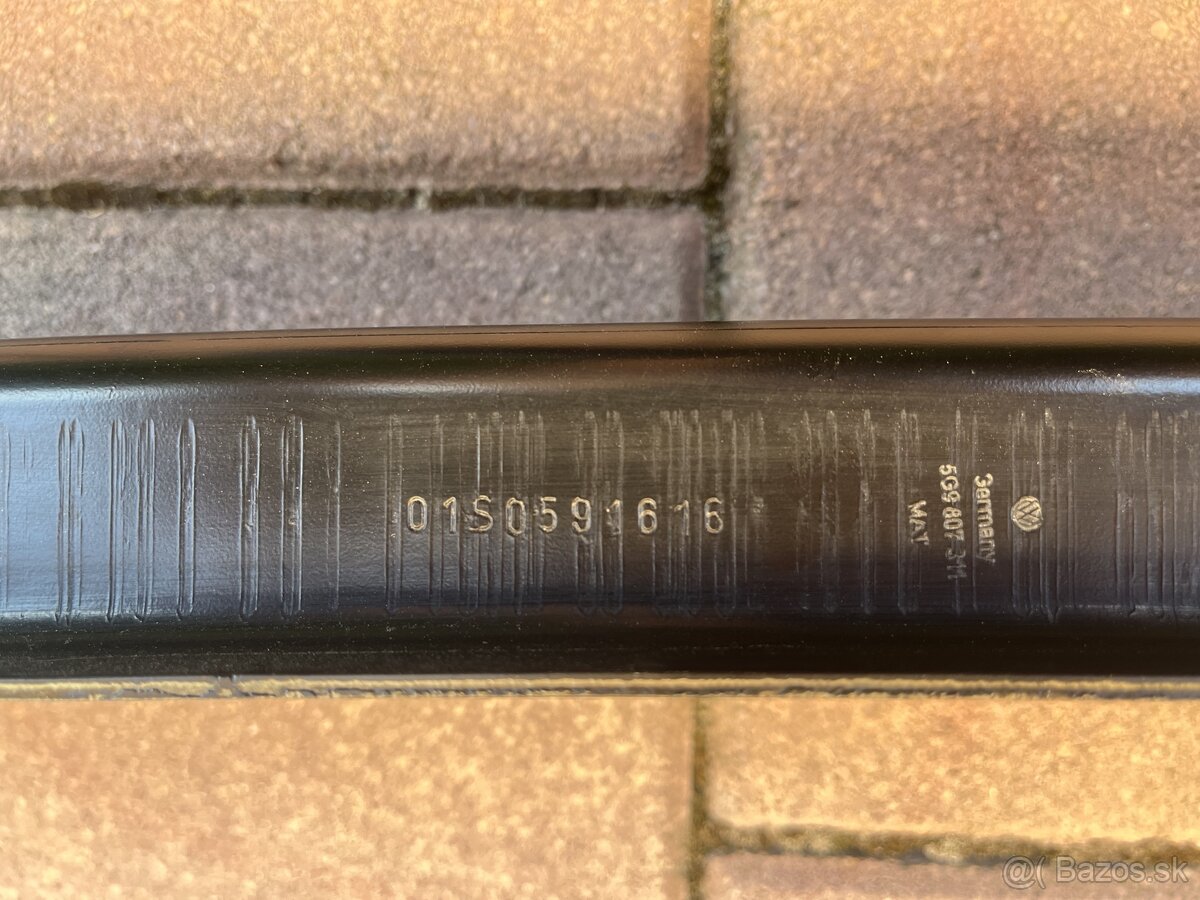 01S0591616
Germany
5G9 807 311
MAT
@( Bazos.sk